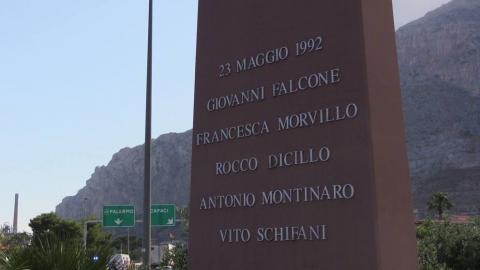 23 MAGGIO 1992
GIOVANNI FALCONE
FRANCESCA MORVILLO
ROCCO DICILLO
ANTONIO MONTINARO
VITO SCHIFANI
PALERMO
CAPACI